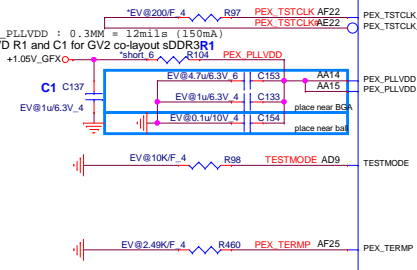 *EV@200/F_4 R97 PEX_TSTCLK AF22 PEX_TSTCLK
PEX_TSTCLK# AE22 PEX_TSTCLK
_PLLVDD : 0.3MM = 12mils (150mA)
D R1 and C1 for GV2 co-layout sDDR3 R1
+1.05V_GFX *short_6 R104 PEX_PLLVDD
EV@4.7u/6.3V_6 C153 AA14 PEX_PLLVDD
C1 C137 AA15 PEX_PLLVDD
EV@1u/6.3V_4 EV@1u/6.3V_4 C133
place near BGA
EV@0.1u/10V_4 C154
place near ball
EV@10K/F_4 R98 TESTMODE AD9 TESTMODE
EV@2.49K/F_4 R460 PEX_TERMP AF25 PEX_TERMP